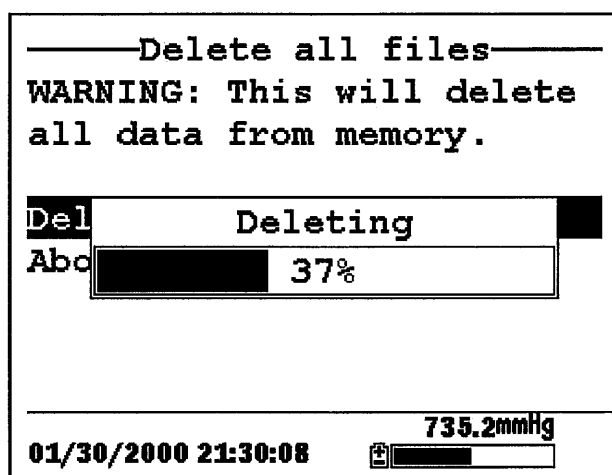 Delete all files
WARNING: This will delete
all data from memory.
Del
Deleting
Abo
37%
735.2mmHg
01/30/2000 21:30:08